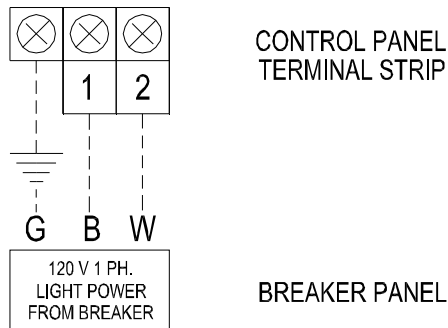 CONTROL PANEL
TERMINAL STRIP
1 2
G B W
120 V 1 PH.
LIGHT POWER
FROM BREAKER
BREAKER PANEL